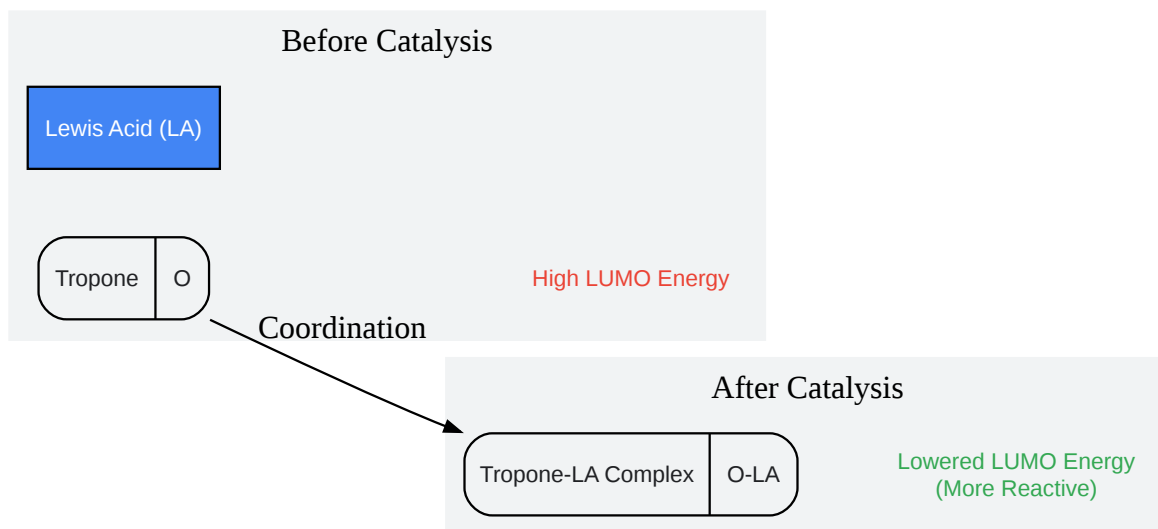 Before Catalysis
Lewis Acid (LA)
Tropone
O
High LUMO Energy
Coordination
After Catalysis
Tropone-LA Complex
O-LA
Lowered LUMO Energy
(More Reactive)